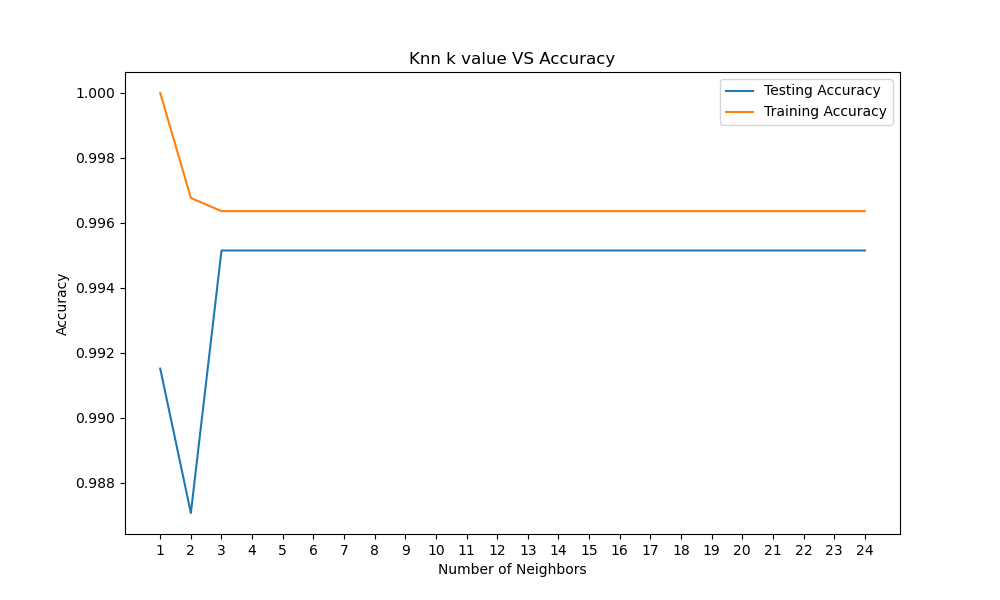 Knn k value VS Accuracy
Testing Accuracy
Training Accuracy
Accuracy
1.000
0.998
0.996
0.994
0.992
0.990
0.988
1 2 3 4 5 6 7 8 9 10 11 12 13 14 15 16 17 18 19 20 21 22 23 24
Number of Neighbors